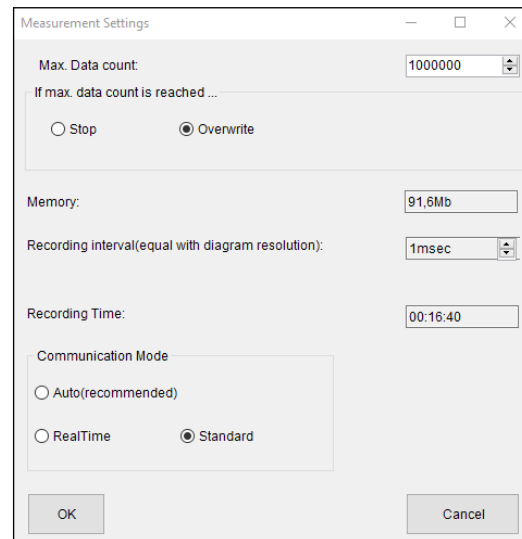 Measurement Settings
Max. Data count: 1000000
If max. data count is reached ...
Stop Overwrite
Memory: 91,6Mb
Recording interval(equal with diagram resolution): 1msec
Recording Time: 00:16:40
Communication Mode
Auto(recommended)
RealTime Standard
OK Cancel